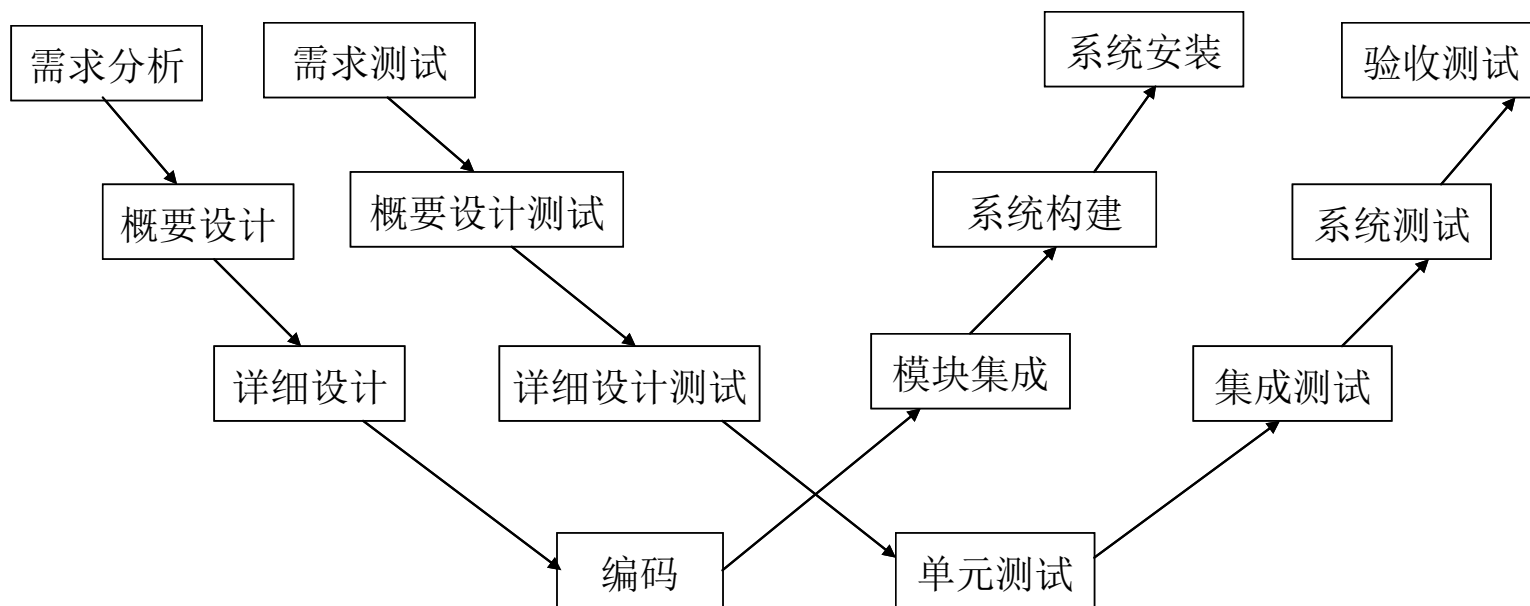 需求分析
需求测试
系统安装
验收测试
概要设计
概要设计测试
系统构建
系统测试
详细设计
详细设计测试
模块集成
集成测试
编码
单元测试